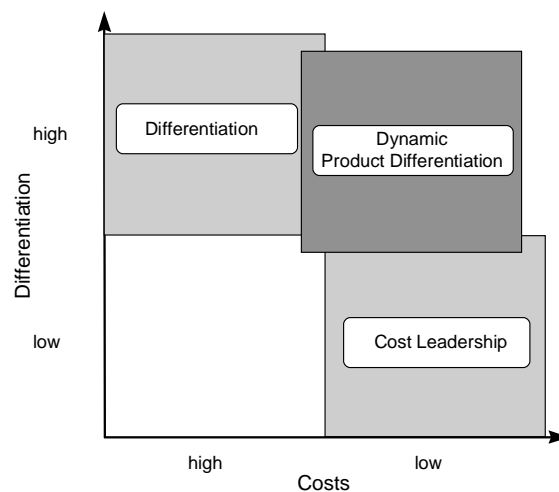 Differentiation
high
Differentiation
Dynamic
Product Differentiation
low
Cost Leadership
high
low
Costs